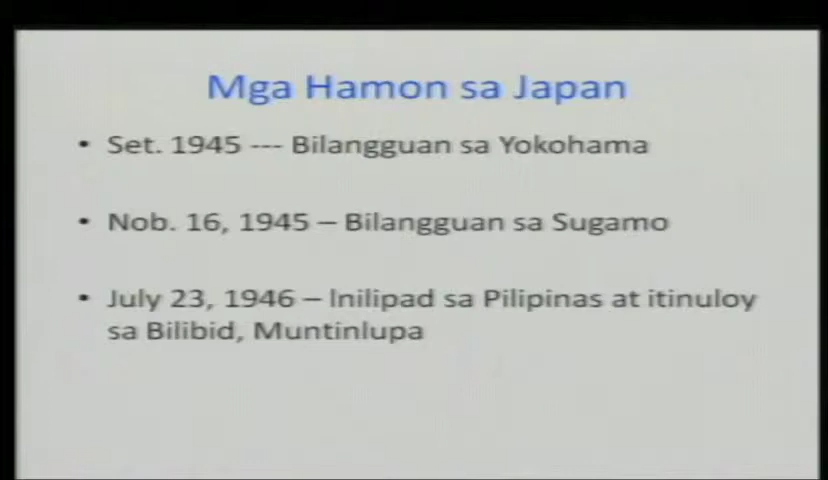 Mga Hamon sa Japan
• Set. 1945 --- Bilangguan sa Yokohama
• Nob. 16, 1945 – Bilangguan sa Sugamo
• July 23, 1946 – Inilipad sa Pilipinas at itinuloy
sa Bilibid, Muntinlupa